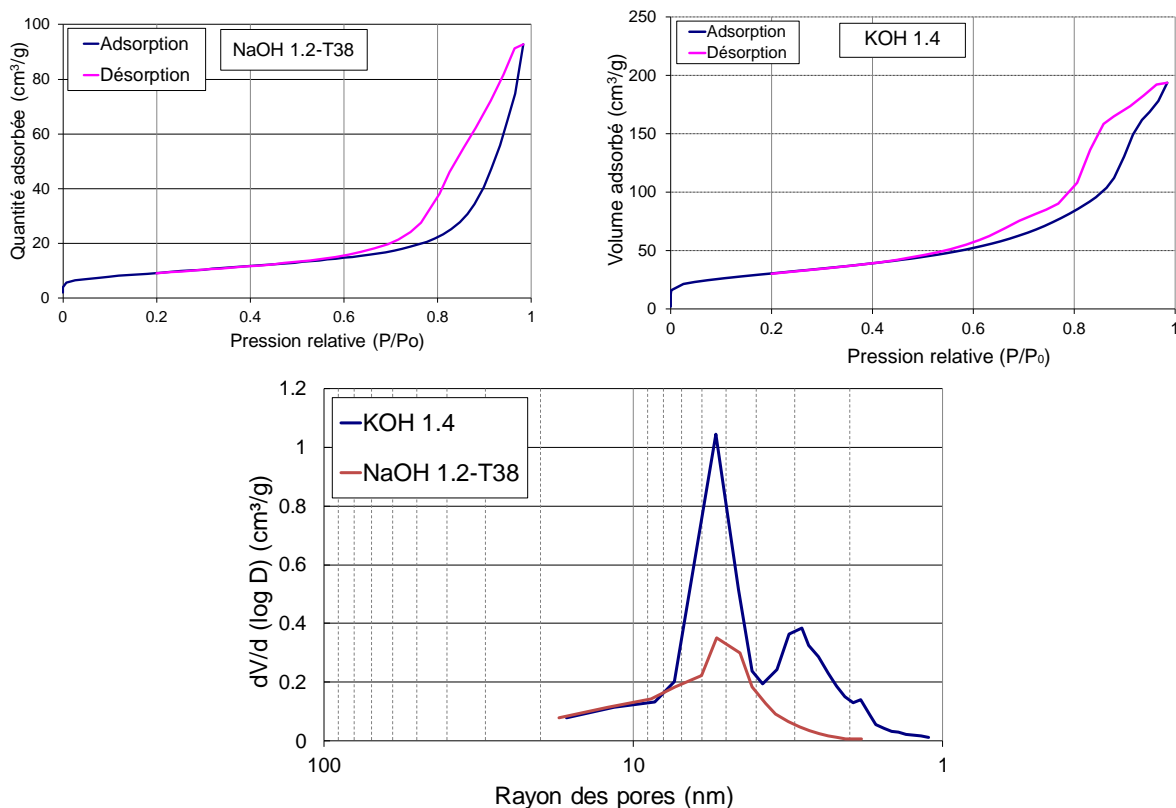 Adsorption
Désorption
NaOH 1.2-T38
Quantité adsorbée (cm³/g)
100
80
60
40
20
0
0 0.2 0.4 0.6 0.8 1
Pression relative (P/Po)
Adsorption
Désorption
KOH 1.4
Volume adsorbé (cm³/g)
250
200
150
100
50
0
0 0.2 0.4 0.6 0.8 1
Pression relative (P/P₀)
KOH 1.4
NaOH 1.2-T38
dV/d (log D) (cm³/g)
1.2
1
0.8
0.6
0.4
0.2
0
100 10 1
Rayon des pores (nm)